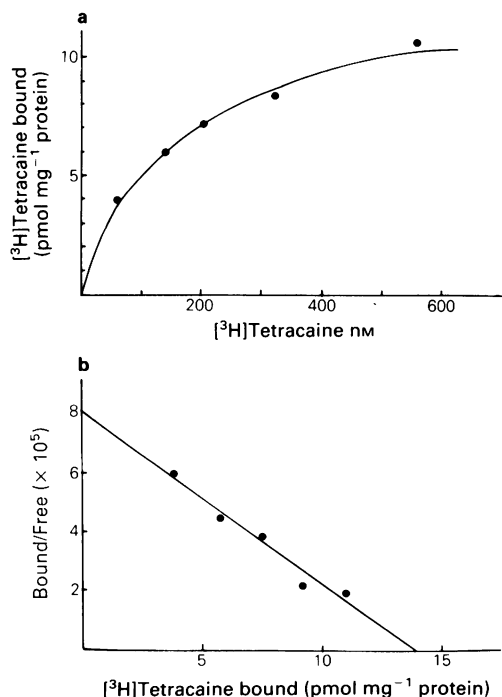 a
[³H]Tetracaine bound
(pmol mg⁻¹ protein)
10
5
200
400
600
[³H]Tetracaine nM
b
Bound/Free (× 10⁵)
8
6
4
2
5
10
15
[³H]Tetracaine bound (pmol mg⁻¹ protein)